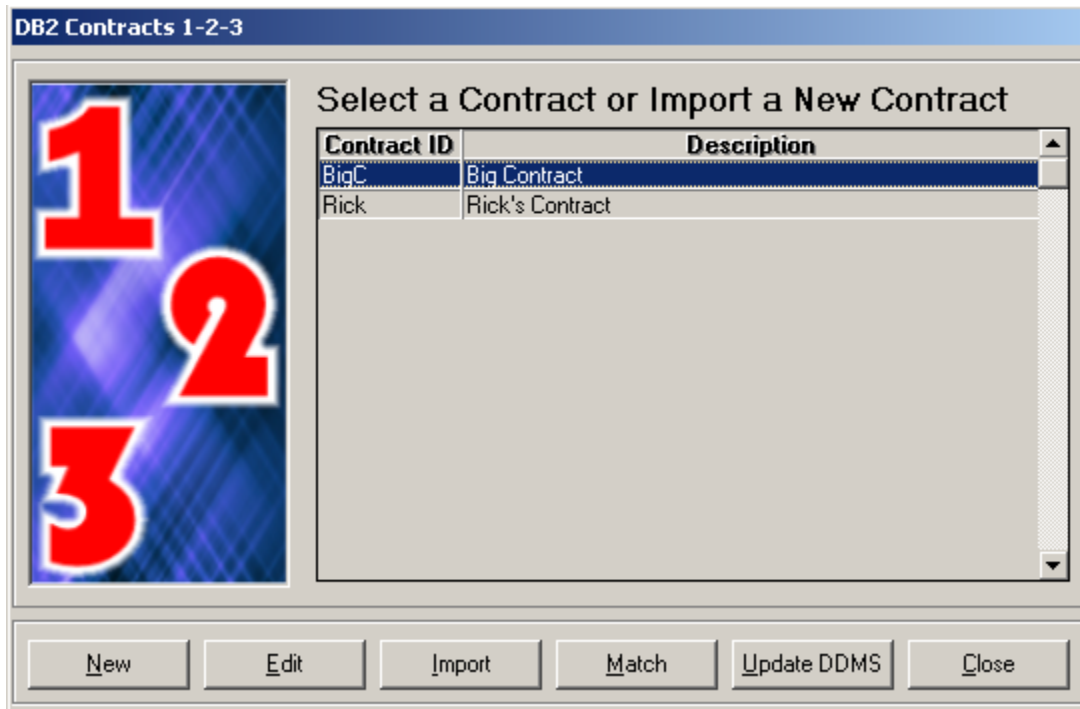 DB2 Contracts 1-2-3
1
2
3
Select a Contract or Import a New Contract
Contract ID Description
BigC Big Contract
Rick Rick's Contract
New Edit Import Match Update DDMS Close